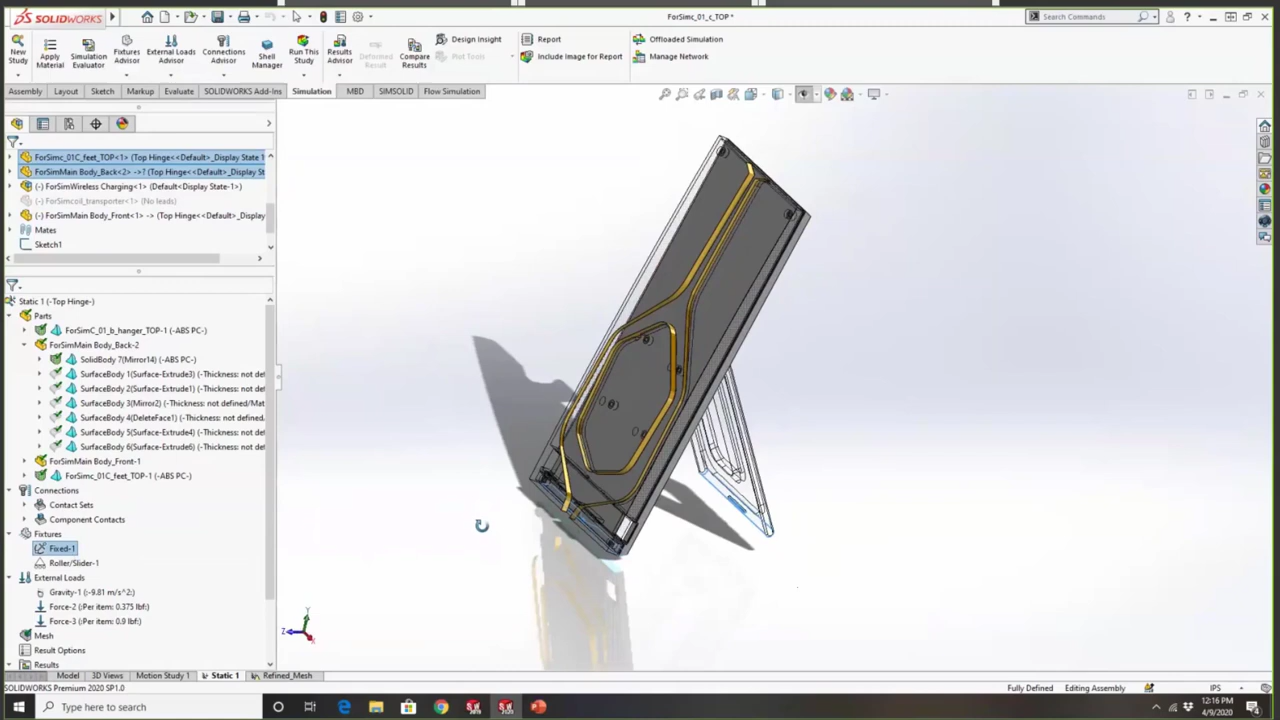 SOLIDWORKS
ForSimc_01_c_TOP *
Search Commands
New Study
Apply Material
Simulation Evaluator
Fixtures Advisor
External Loads Advisor
Connections Advisor
Shell Manager
Run This Study
Results Advisor
Deformed Result
Compare Results
Design Insight
Plot Tools
Report
Include Image for Report
Offloaded Simulation
Manage Network
Assembly Layout Sketch Markup Evaluate SOLIDWORKS Add-Ins Simulation MBD SIMSOLID Flow Simulation
ForSimc_01C_feet_TOP<1> (Top Hinge<<Default>_Display State 1
ForSimMain Body_Back<2> ->? (Top Hinge<<Default>_Display St
(-) ForSimWireless Charging<1> (Default<Display State-1>)
(-) ForSimcoil_transporter<1> (No leads)
(-) ForSimMain Body_Front<1> -> (Top Hinge<<Default>_Display
Mates
Sketch1
Static 1 (-Top Hinge-)
Parts
ForSimC_01_b_hanger_TOP-1 (-ABS PC-)
ForSimMain Body_Back-2
SolidBody 7(Mirror14) (-ABS PC-)
SurfaceBody 1(Surface-Extrude3) (-Thickness: not def
SurfaceBody 2(Surface-Extrude1) (-Thickness: not def
SurfaceBody 3(Mirror2) (-Thickness: not defined/Mat
SurfaceBody 4(DeleteFace1) (-Thickness: not defined,
SurfaceBody 5(Surface-Extrude4) (-Thickness: not def
SurfaceBody 6(Surface-Extrude6) (-Thickness: not def
ForSimMain Body_Front-1
ForSimc_01C_feet_TOP-1 (-ABS PC-)
Connections
Contact Sets
Component Contacts
Fixtures
Fixed-1
Roller/Slider-1
External Loads
Gravity-1 (:-9.81 m/s^2:)
Force-2 (:Per item: 0.375 lbf:)
Force-3 (:Per item: 0.9 lbf:)
Mesh
Result Options
Results
Y
Z
X
Model 3D Views Motion Study 1 Static 1 Refined_Mesh
SOLIDWORKS Premium 2020 SP1.0
Fully Defined Editing Assembly IPS
Type here to search
12:16 PM
4/9/2020